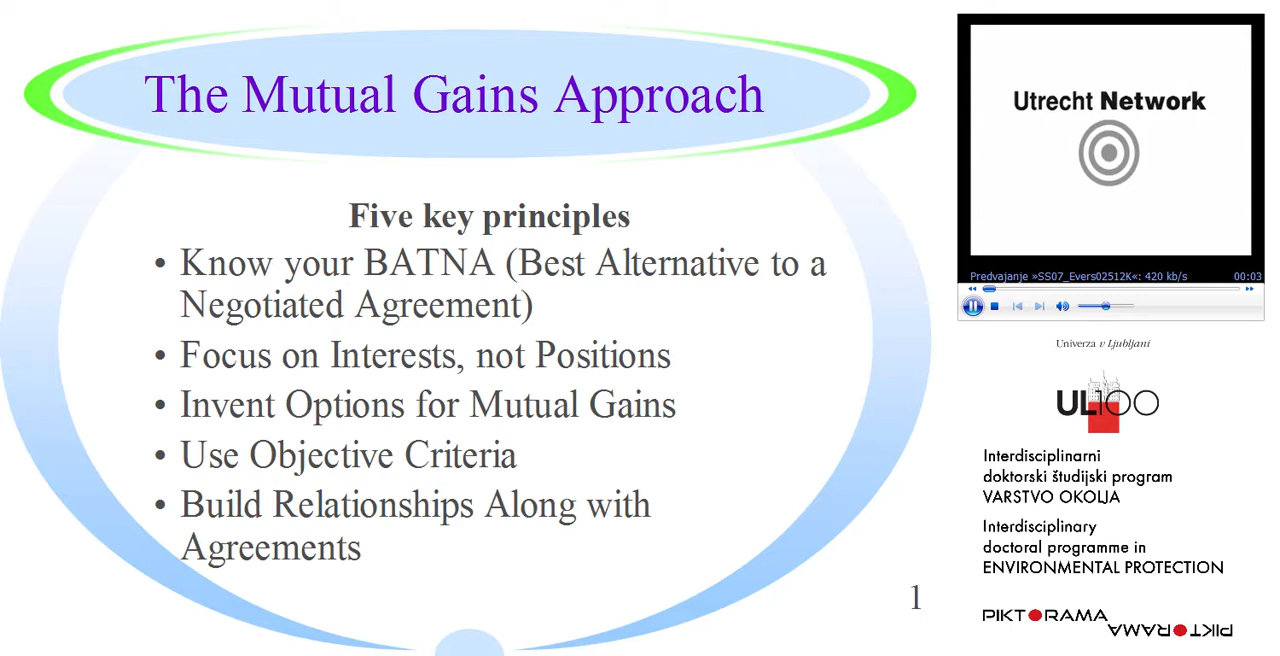 The Mutual Gains Approach
Five key principles
• Know your BATNA (Best Alternative to a
Negotiated Agreement)
• Focus on Interests, not Positions
• Invent Options for Mutual Gains
• Use Objective Criteria
• Build Relationships Along with
Agreements
1
Utrecht Network
Predvajanje »SS07_Evers02512K«: 420 kb/s 00:03
Univerza v Ljubljani
UL100
Interdisciplinarni
doktorski študijski program
VARSTVO OKOLJA
Interdisciplinary
doctoral programme in
ENVIRONMENTAL PROTECTION
PIKTORAMA
PIKTORAMA